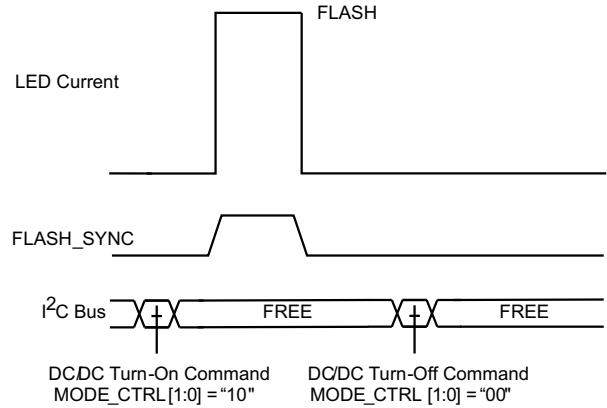 FLASH
LED Current
FLASH_SYNC
I2C Bus
FREE
FREE
DC/DC Turn-On Command
MODE_CTRL [1:0] = "10"
DC/DC Turn-Off Command
MODE_CTRL [1:0] = "00"